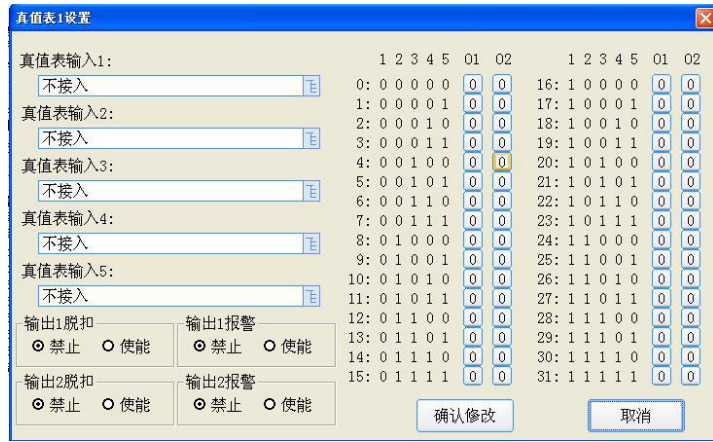 真值表1设置
真值表输入1:
不接入
真值表输入2:
不接入
真值表输入3:
不接入
真值表输入4:
不接入
真值表输入5:
不接入
输出1脱扣
禁止 使能
输出1报警
禁止 使能
输出2脱扣
禁止 使能
输出2报警
禁止 使能
1 2 3 4 5 O1 O2
0: 0 0 0 0 0 0 0
1: 0 0 0 0 1 0 0
2: 0 0 0 1 0 0 0
3: 0 0 0 1 1 0 0
4: 0 0 1 0 0 0 0
5: 0 0 1 0 1 0 0
6: 0 0 1 1 0 0 0
7: 0 0 1 1 1 0 0
8: 0 1 0 0 0 0 0
9: 0 1 0 0 1 0 0
10: 0 1 0 1 0 0 0
11: 0 1 0 1 1 0 0
12: 0 1 1 0 0 0 0
13: 0 1 1 0 1 0 0
14: 0 1 1 1 0 0 0
15: 0 1 1 1 1 0 0
1 2 3 4 5 O1 O2
16: 1 0 0 0 0 0 0
17: 1 0 0 0 1 0 0
18: 1 0 0 1 0 0 0
19: 1 0 0 1 1 0 0
20: 1 0 1 0 0 0 0
21: 1 0 1 0 1 0 0
22: 1 0 1 1 0 0 0
23: 1 0 1 1 1 0 0
24: 1 1 0 0 0 0 0
25: 1 1 0 0 1 0 0
26: 1 1 0 1 0 0 0
27: 1 1 0 1 1 0 0
28: 1 1 1 0 0 0 0
29: 1 1 1 0 1 0 0
30: 1 1 1 1 0 0 0
31: 1 1 1 1 1 0 0
确认修改
取消